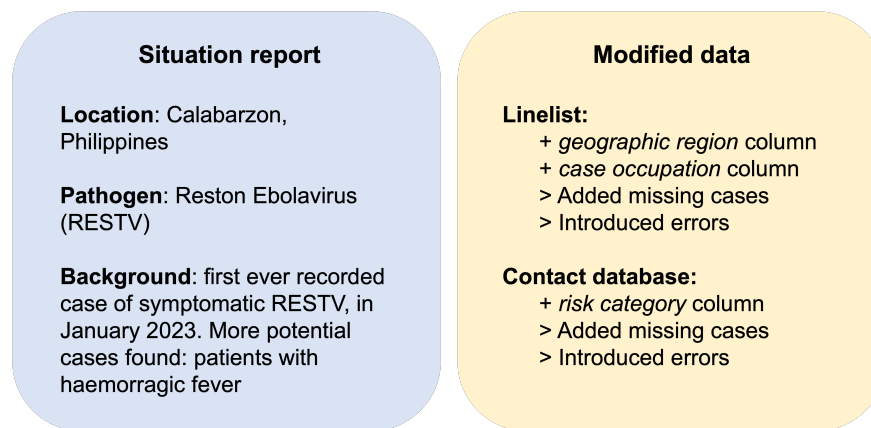 Situation report
Location: Calabarzon,
Philippines
Pathogen: Reston Ebolavirus
(RESTV)
Background: first ever recorded
case of symptomatic RESTV, in
January 2023. More potential
cases found: patients with
haemorragic fever
Modified data
Linelist:
+ geographic region column
+ case occupation column
> Added missing cases
> Introduced errors
Contact database:
+ risk category column
> Added missing cases
> Introduced errors